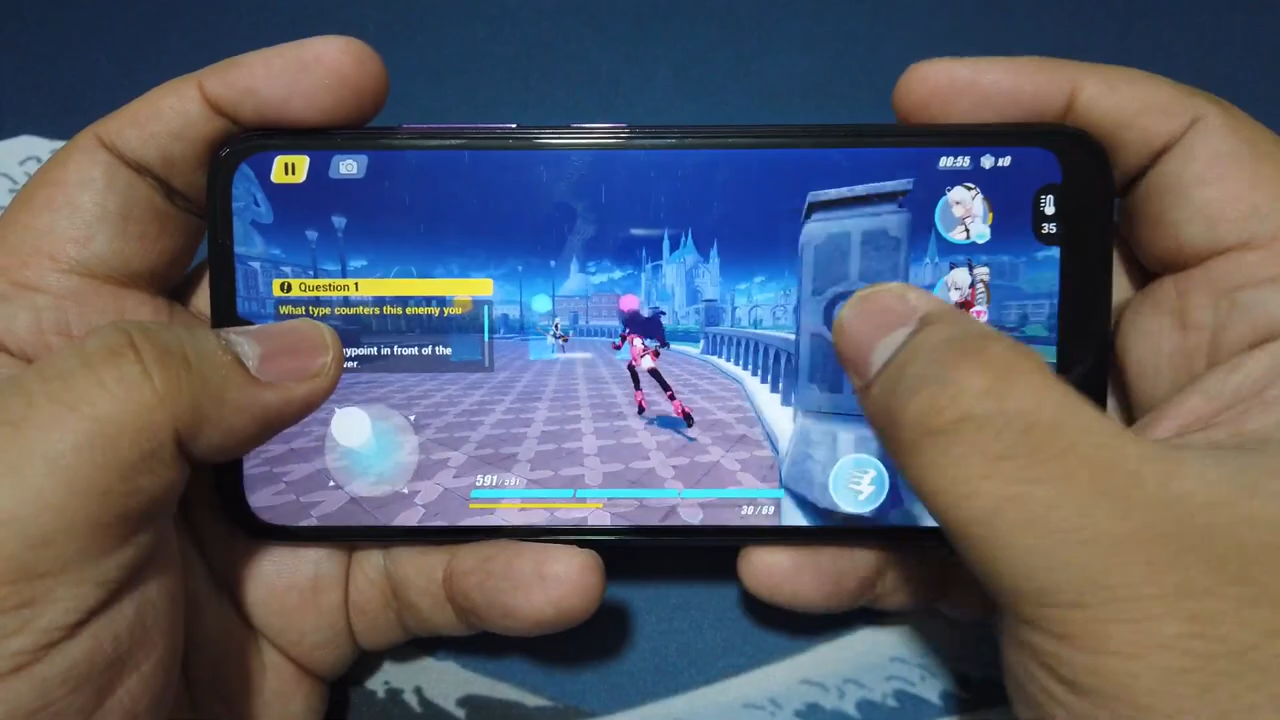 00:55 x0
35
Question 1
What type counters this enemy you
ypoint in front of the
ver.
591/591
30/69